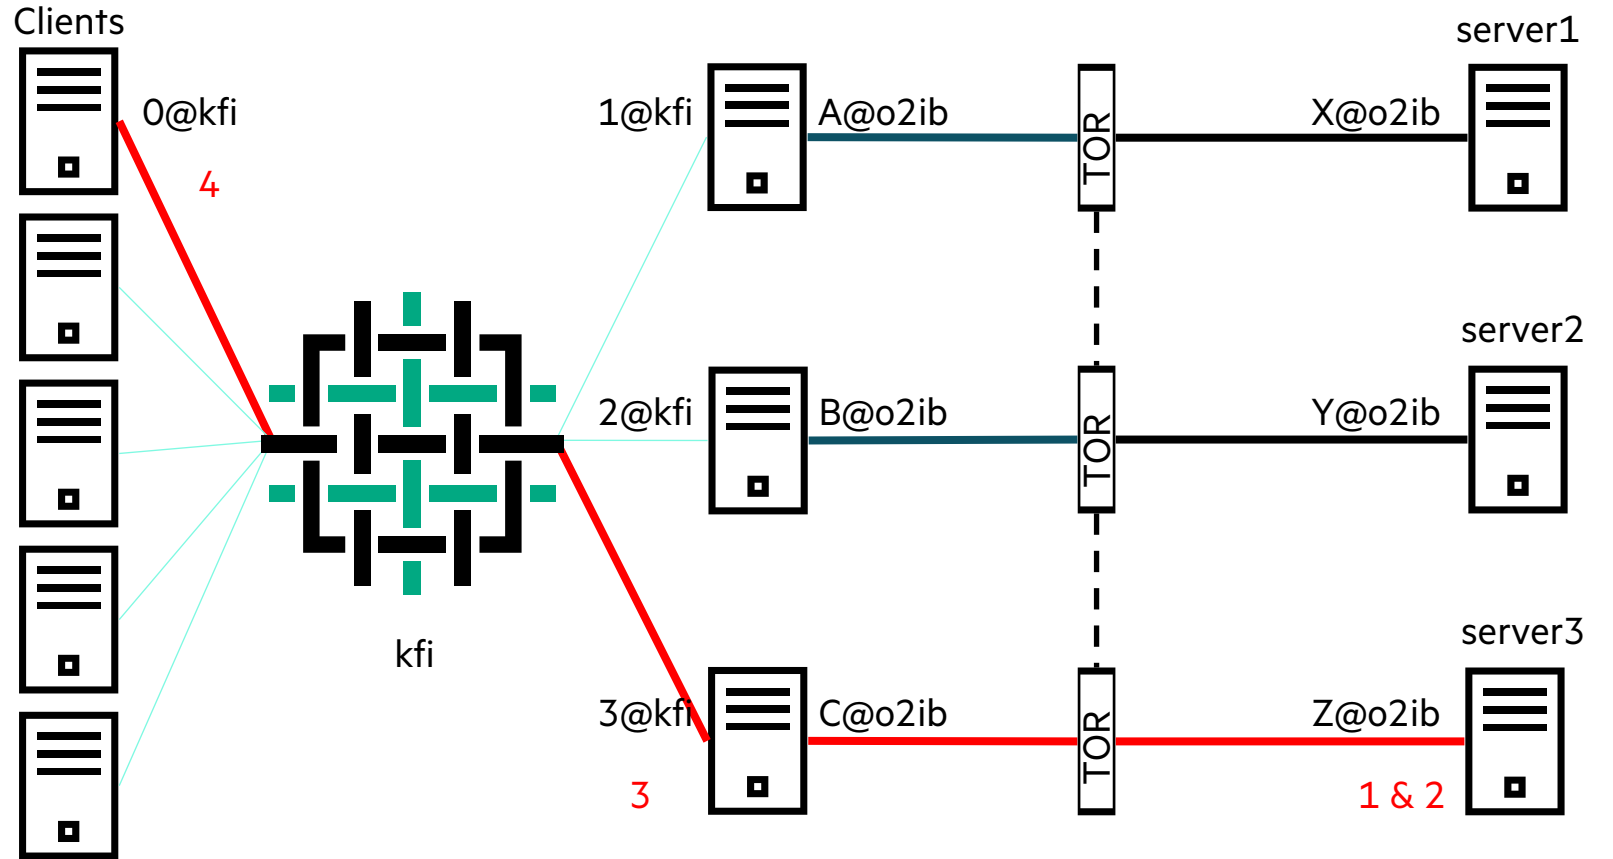 Clients
server1
0@kfi
1@kfi
A@o2ib
TOR
X@o2ib
4
server2
2@kfi
B@o2ib
TOR
Y@o2ib
kfi
server3
3@kfi
C@o2ib
TOR
Z@o2ib
3
1 & 2